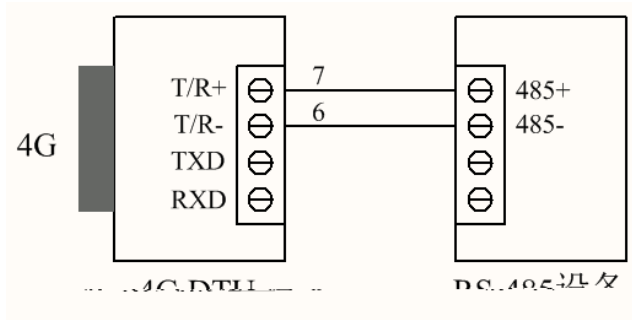 T/R+
7
485+
T/R-
6
485-
4G
TXD
RXD
4G DTU
RS-485设备